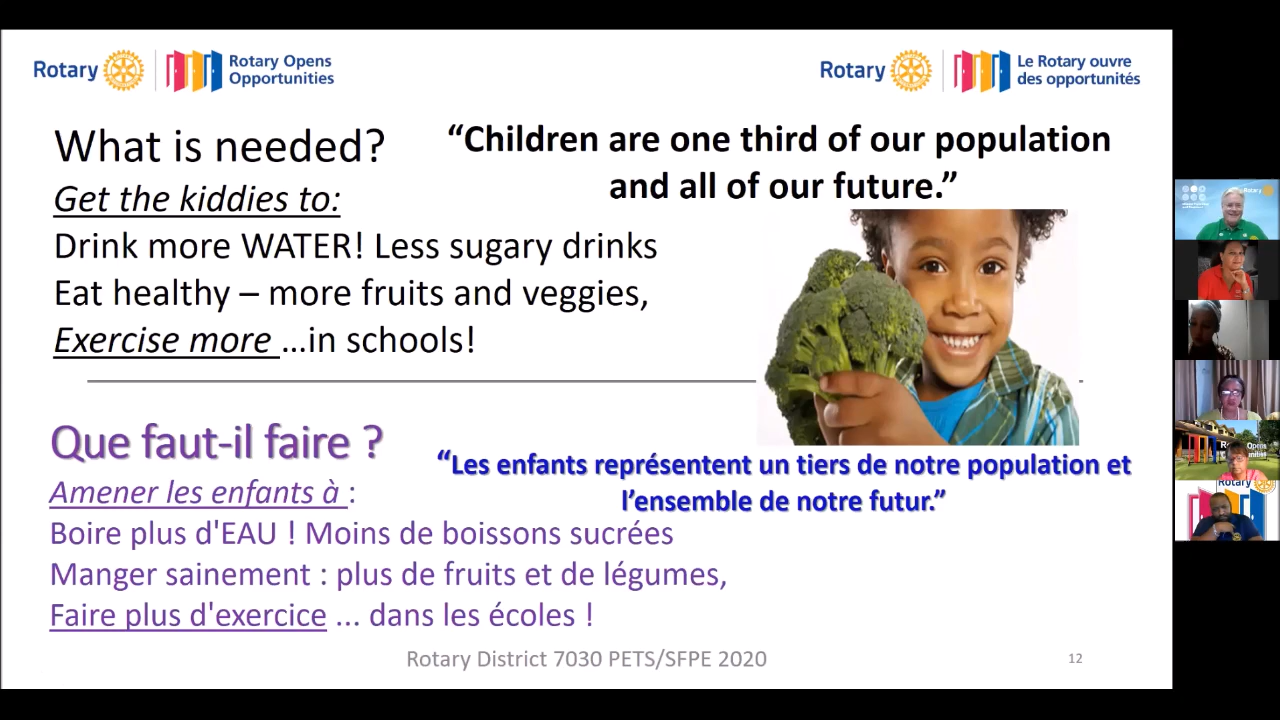 Rotary
Rotary Opens
Opportunities
Rotary
Le Rotary ouvre
des opportunités
What is needed?
Get the kiddies to:
Drink more WATER! Less sugary drinks
Eat healthy – more fruits and veggies,
Exercise more ...in schools!
“Children are one third of our population
and all of our future.”
Que faut-il faire ?
Amener les enfants à :
Boire plus d'EAU ! Moins de boissons sucrées
Manger sainement : plus de fruits et de légumes,
Faire plus d'exercice ... dans les écoles !
“Les enfants représentent un tiers de notre population et
l’ensemble de notre futur.”
Rotary District 7030 PETS/SFPE 2020
12
Rotary
Rotary